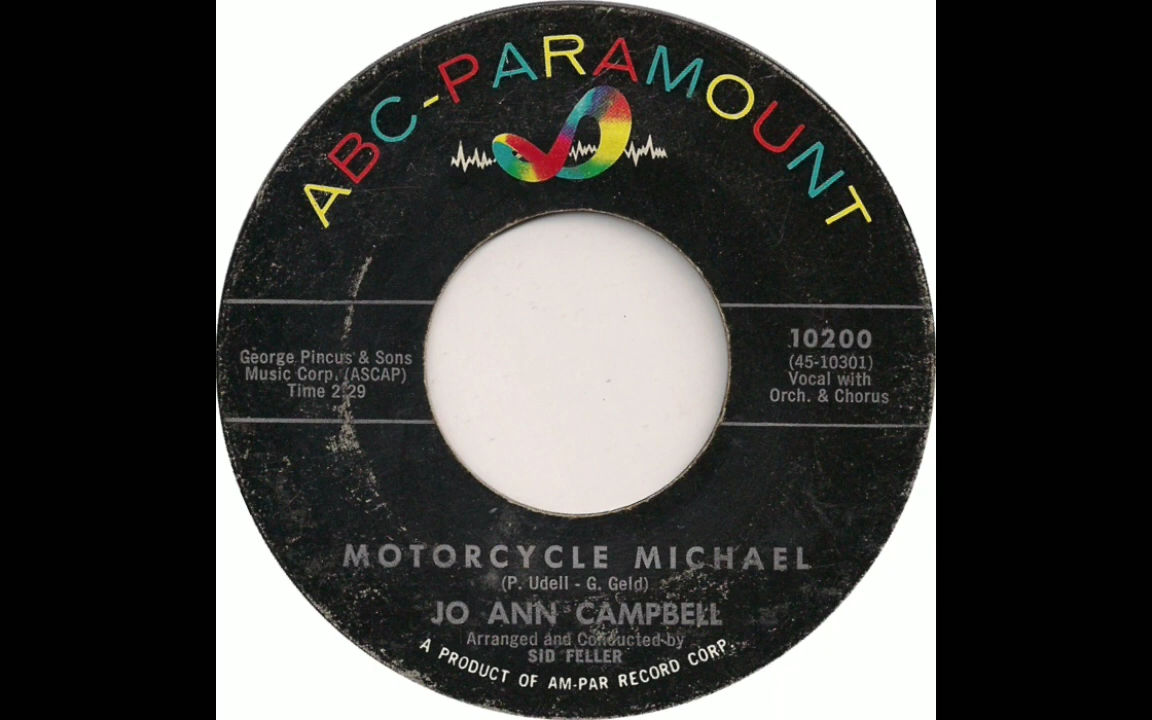 ABC-PARAMOUNT
George Pincus & Sons
Music Corp. (ASCAP)
Time 2:29
10200
(45-10301)
Vocal with
Orch. & Chorus
MOTORCYCLE MICHAEL
(P. Udell - G. Geld)
JO ANN CAMPBELL
Arranged and Conducted by
SID FELLER
A PRODUCT OF AM-PAR RECORD CORP.